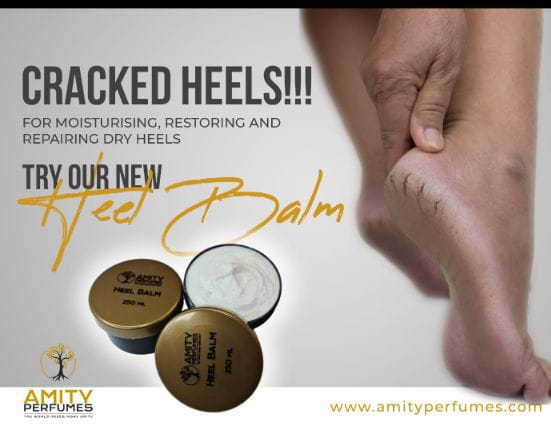 CRACKED HEELS!!!
FOR MOISTURISING, RESTORING AND
REPAIRING DRY HEELS
TRY OUR NEW
Heel Balm
AMITY
PERFUMES
HEEL BALM
250 ML
AMITY
PERFUMES
HEEL BALM
250 ML
AMITY
PERFUMES
THE WORLD NEEDS MORE AMITY
www.amityperfumes.com